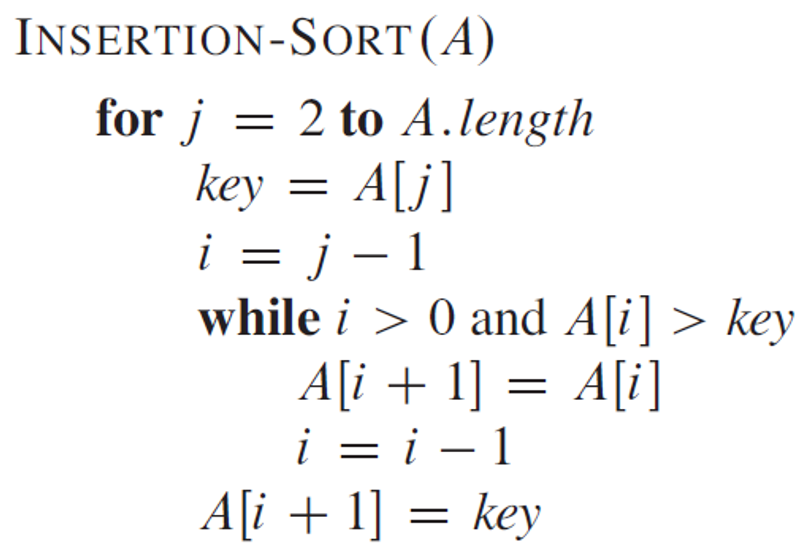 INSERTION-SORT(A)
for j = 2 to A.length
key = A[j]
i = j − 1
while i > 0 and A[i] > key
A[i + 1] = A[i]
i = i − 1
A[i + 1] = key